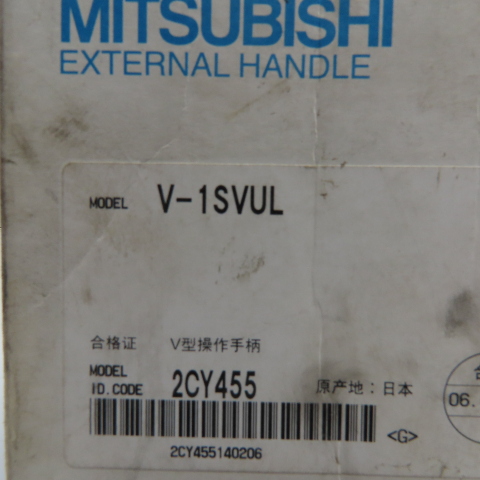 MITSUBISHI
EXTERNAL HANDLE
MODEL V-1SVUL
合格证 V型操作手柄
MODEL
ID.CODE 2CY455 原产地：日本
06.
<G>
2CY455140206